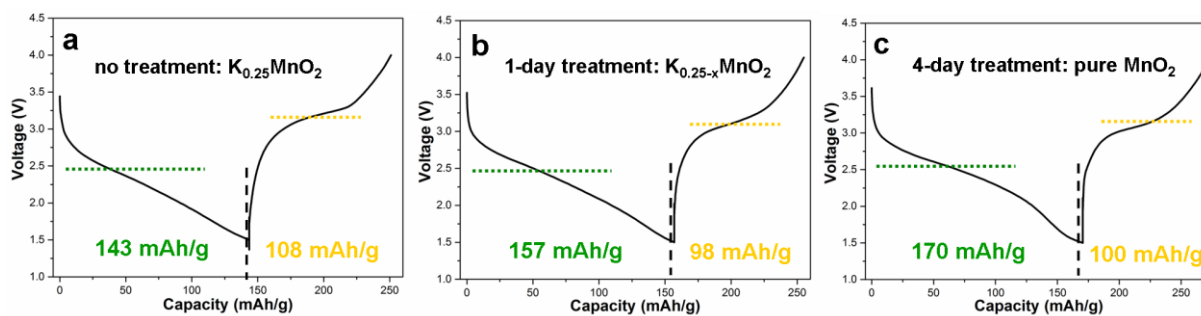 a
no treatment: K0.25MnO2
143 mAh/g
108 mAh/g
Voltage (V)
4.5
4.0
3.5
3.0
2.5
2.0
1.5
1.0
0
50
100
150
200
250
Capacity (mAh/g)
b
1-day treatment: K0.25-xMnO2
157 mAh/g
98 mAh/g
Voltage (V)
4.5
4.0
3.5
3.0
2.5
2.0
1.5
1.0
0
50
100
150
200
250
Capacity (mAh/g)
c
4-day treatment: pure MnO2
170 mAh/g
100 mAh/g
Voltage (V)
4.5
4.0
3.5
3.0
2.5
2.0
1.5
1.0
0
50
100
150
200
250
Capacity (mAh/g)